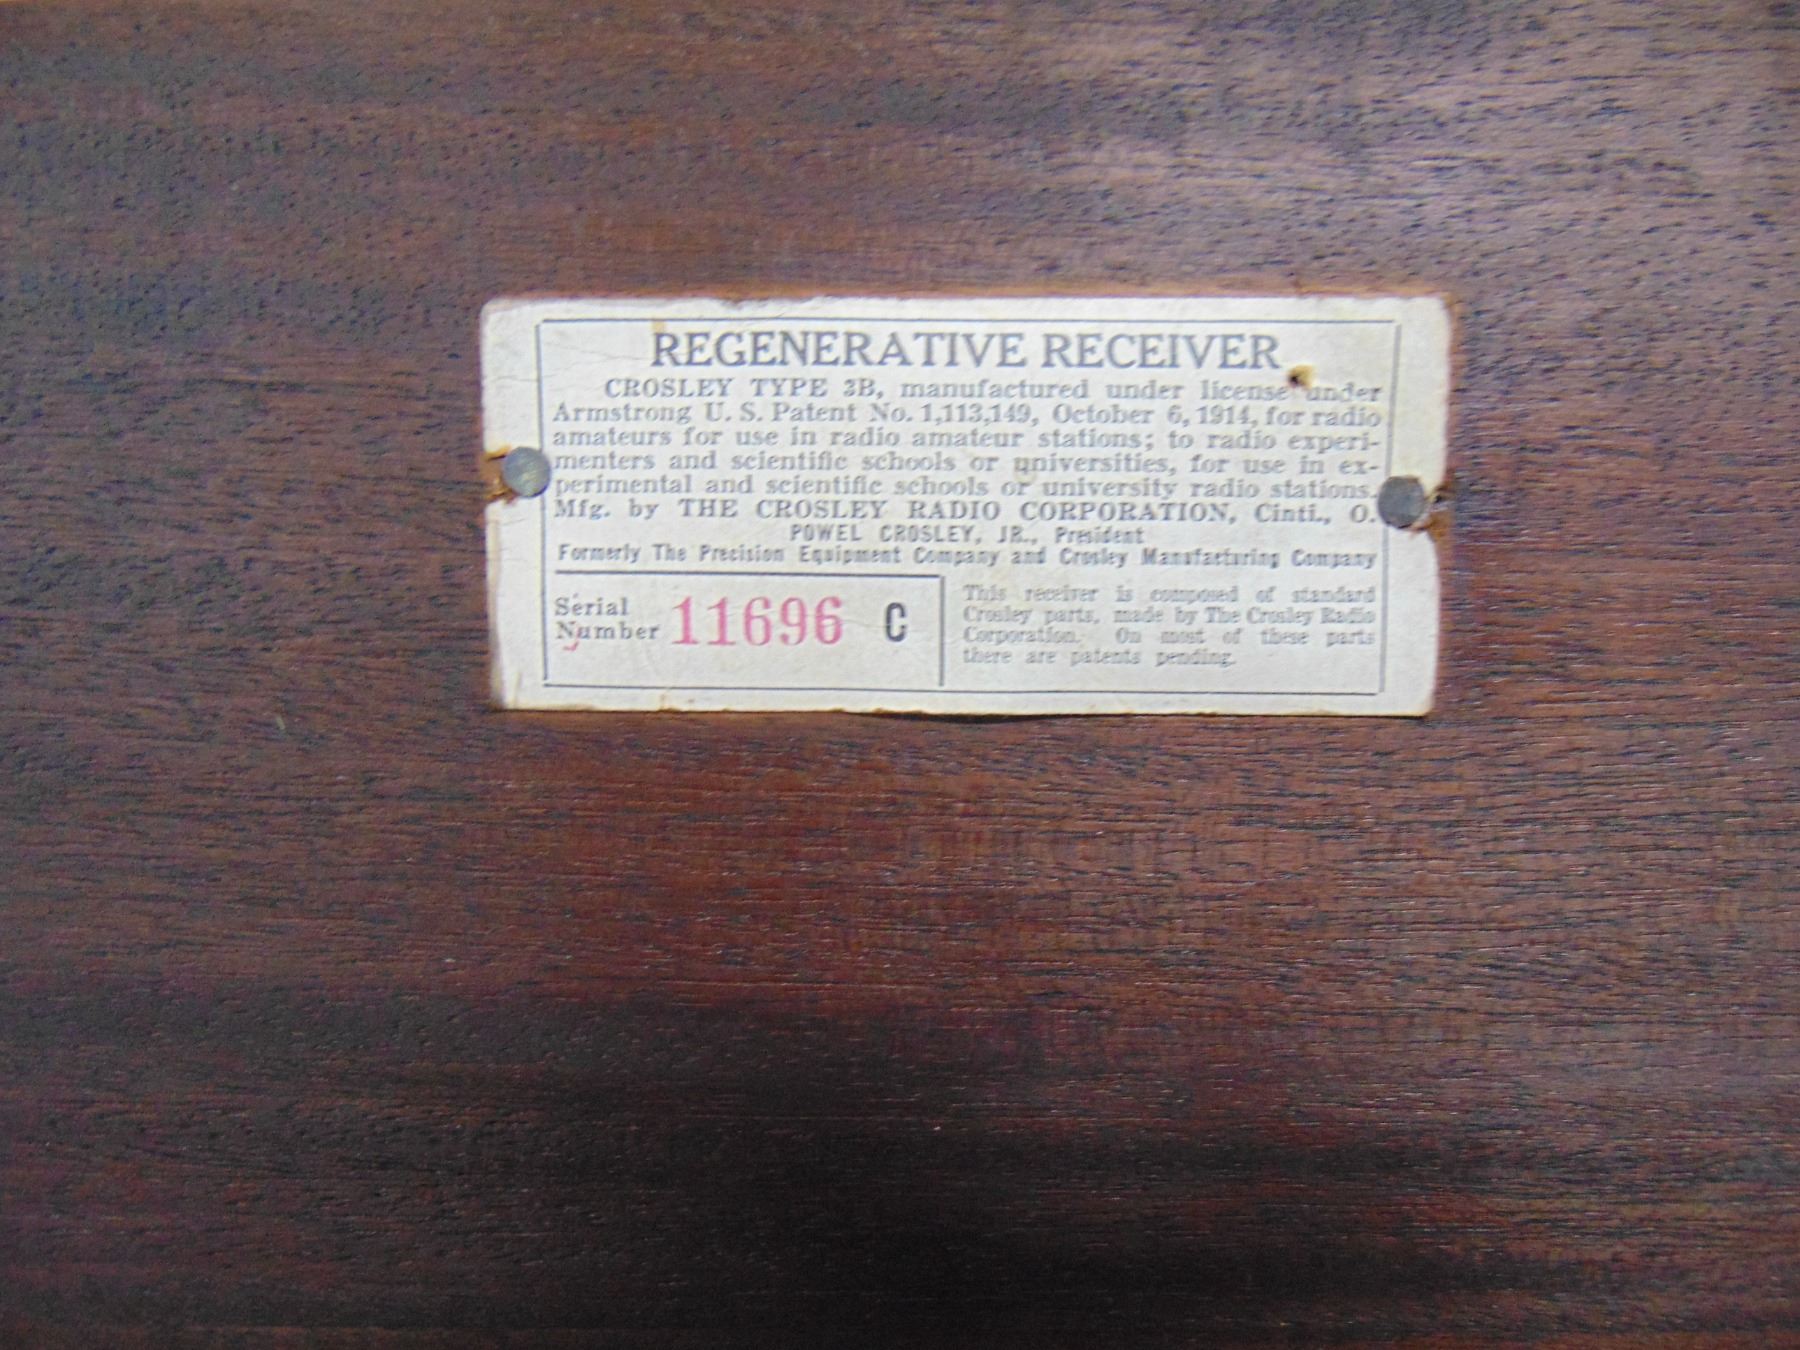 REGENERATIVE RECEIVER
CROSLEY TYPE 3B, manufactured under license under
Armstrong U. S. Patent No. 1,113,149, October 6, 1914, for radio
amateurs for use in radio amateur stations; to radio experi-
menters and scientific schools or universities, for use in ex-
perimental and scientific schools or university radio stations.
Mfg. by THE CROSLEY RADIO CORPORATION, Cinti., O.
POWEL CROSLEY, JR., President
Formerly The Precision Equipment Company and Crosley Manufacturing Company
Serial
Number 11696 C
This receiver is composed of standard
Crosley parts, made by The Crosley Radio
Corporation. On most of these parts
there are patents pending.